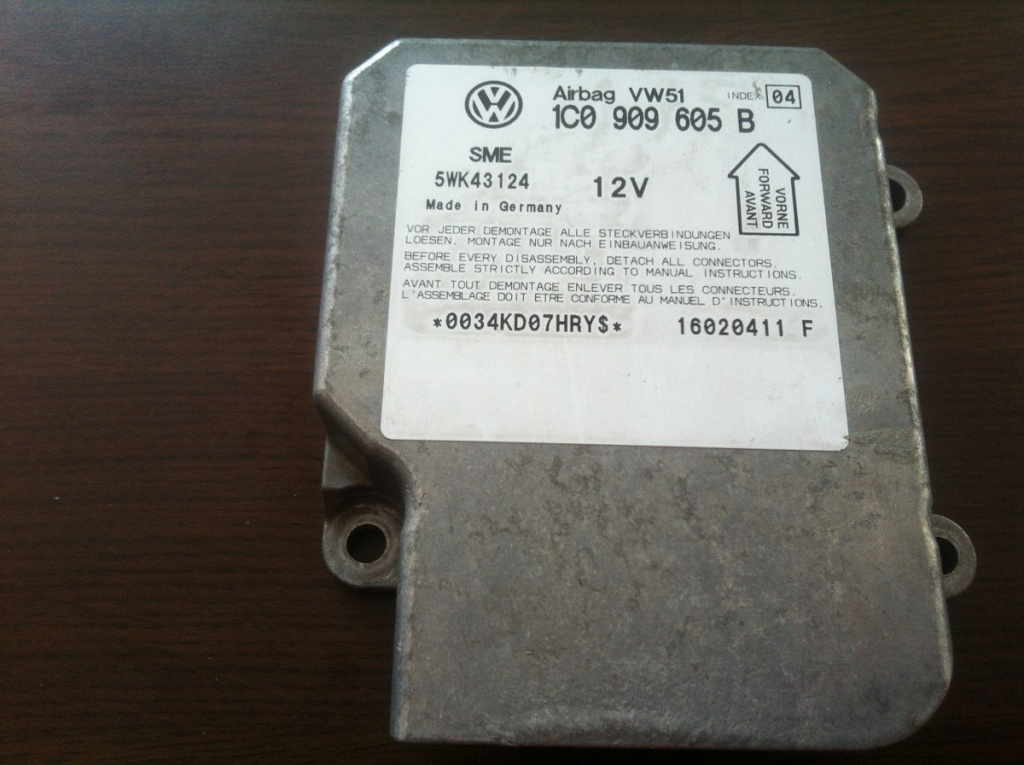 Airbag VW51 INDEX 04
1C0 909 605 B
SME
5WK43124 12V
Made in Germany
VORNE
FORWARD
AVANT
VOR JEDER DEMONTAGE ALLE STECKVERBINDUNGEN
LOESEN. MONTAGE NUR NACH EINBAUANWEISUNG.
BEFORE EVERY DISASSEMBLY, DETACH ALL CONNECTORS.
ASSEMBLE STRICTLY ACCORDING TO MANUAL INSTRUCTIONS.
AVANT TOUT DEMONTAGE ENLEVER TOUS LES CONNECTEURS.
L'ASSEMBLAGE DOIT ETRE CONFORME AU MANUEL D'INSTRUCTIONS.
*0034KD07HRY$* 16020411 F